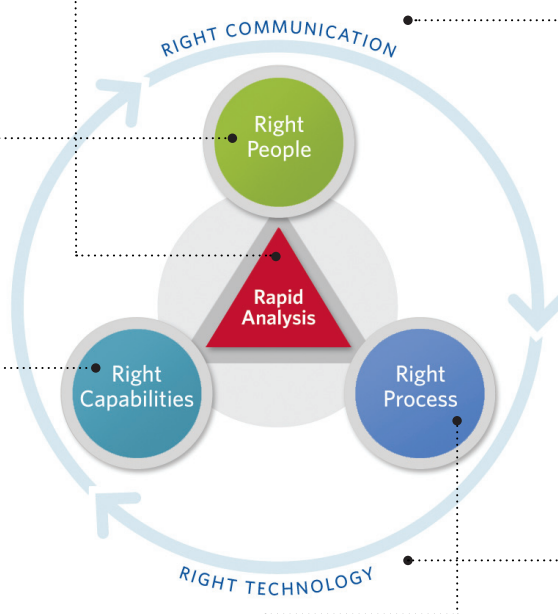 RIGHT COMMUNICATION
Right
People
Rapid
Analysis
Right
Capabilities
Right
Process
RIGHT TECHNOLOGY